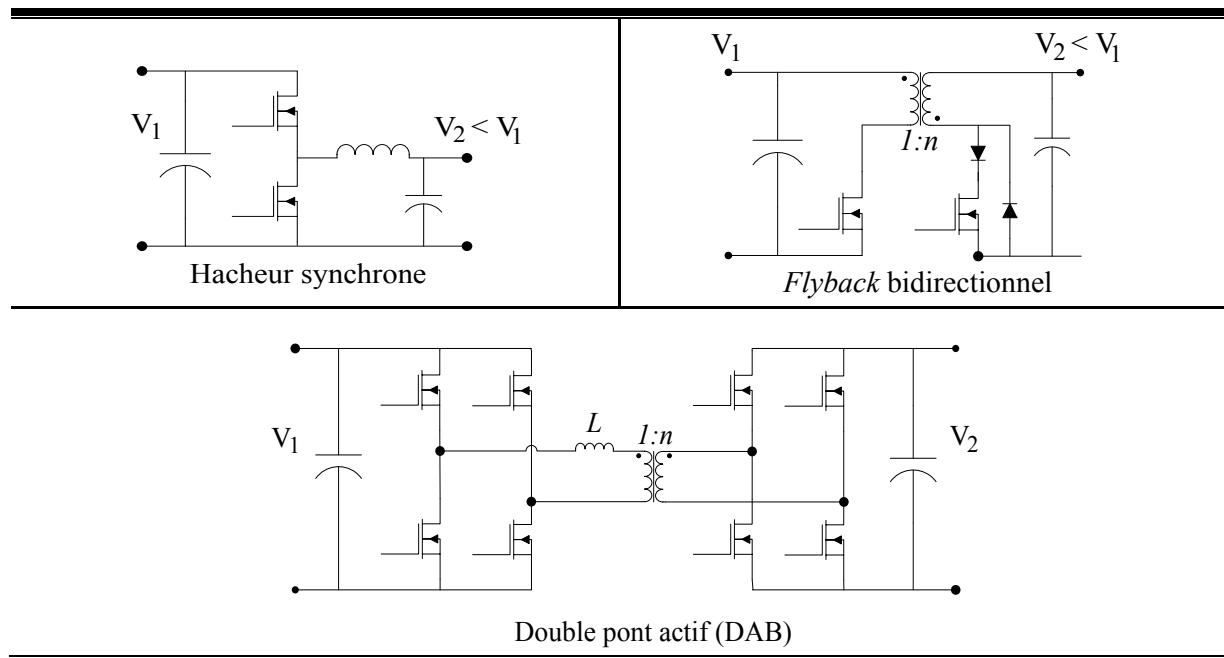 V1
V2 < V1
Hacheur synchrone
V1
V2 < V1
1:n
Flyback bidirectionnel
V1
L
1:n
V2
Double pont actif (DAB)